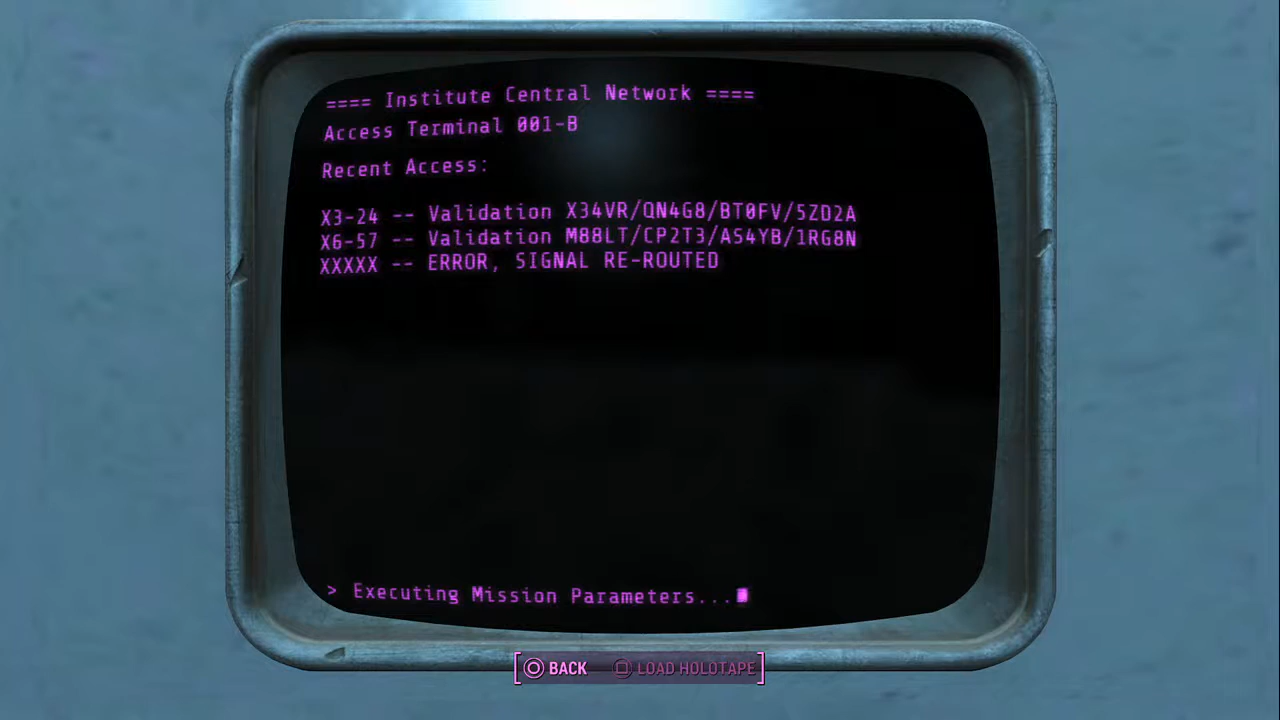 ==== Institute Central Network ====
Access Terminal 001-B
Recent Access:
X3-24 -- Validation X34VR/QN4G8/BT0FV/5ZD2A
X6-57 -- Validation M88LT/CP2T3/AS4YB/1RG8N
XXXXX -- ERROR, SIGNAL RE-ROUTED
> Executing Mission Parameters...
BACK LOAD HOLOTAPE